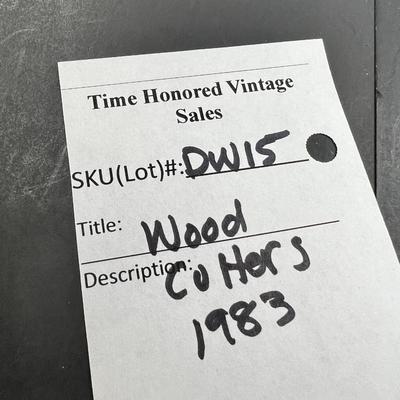 Time Honored Vintage
Sales
SKU(Lot)#: DW15
Title: Wood
Description: Cutters
1983